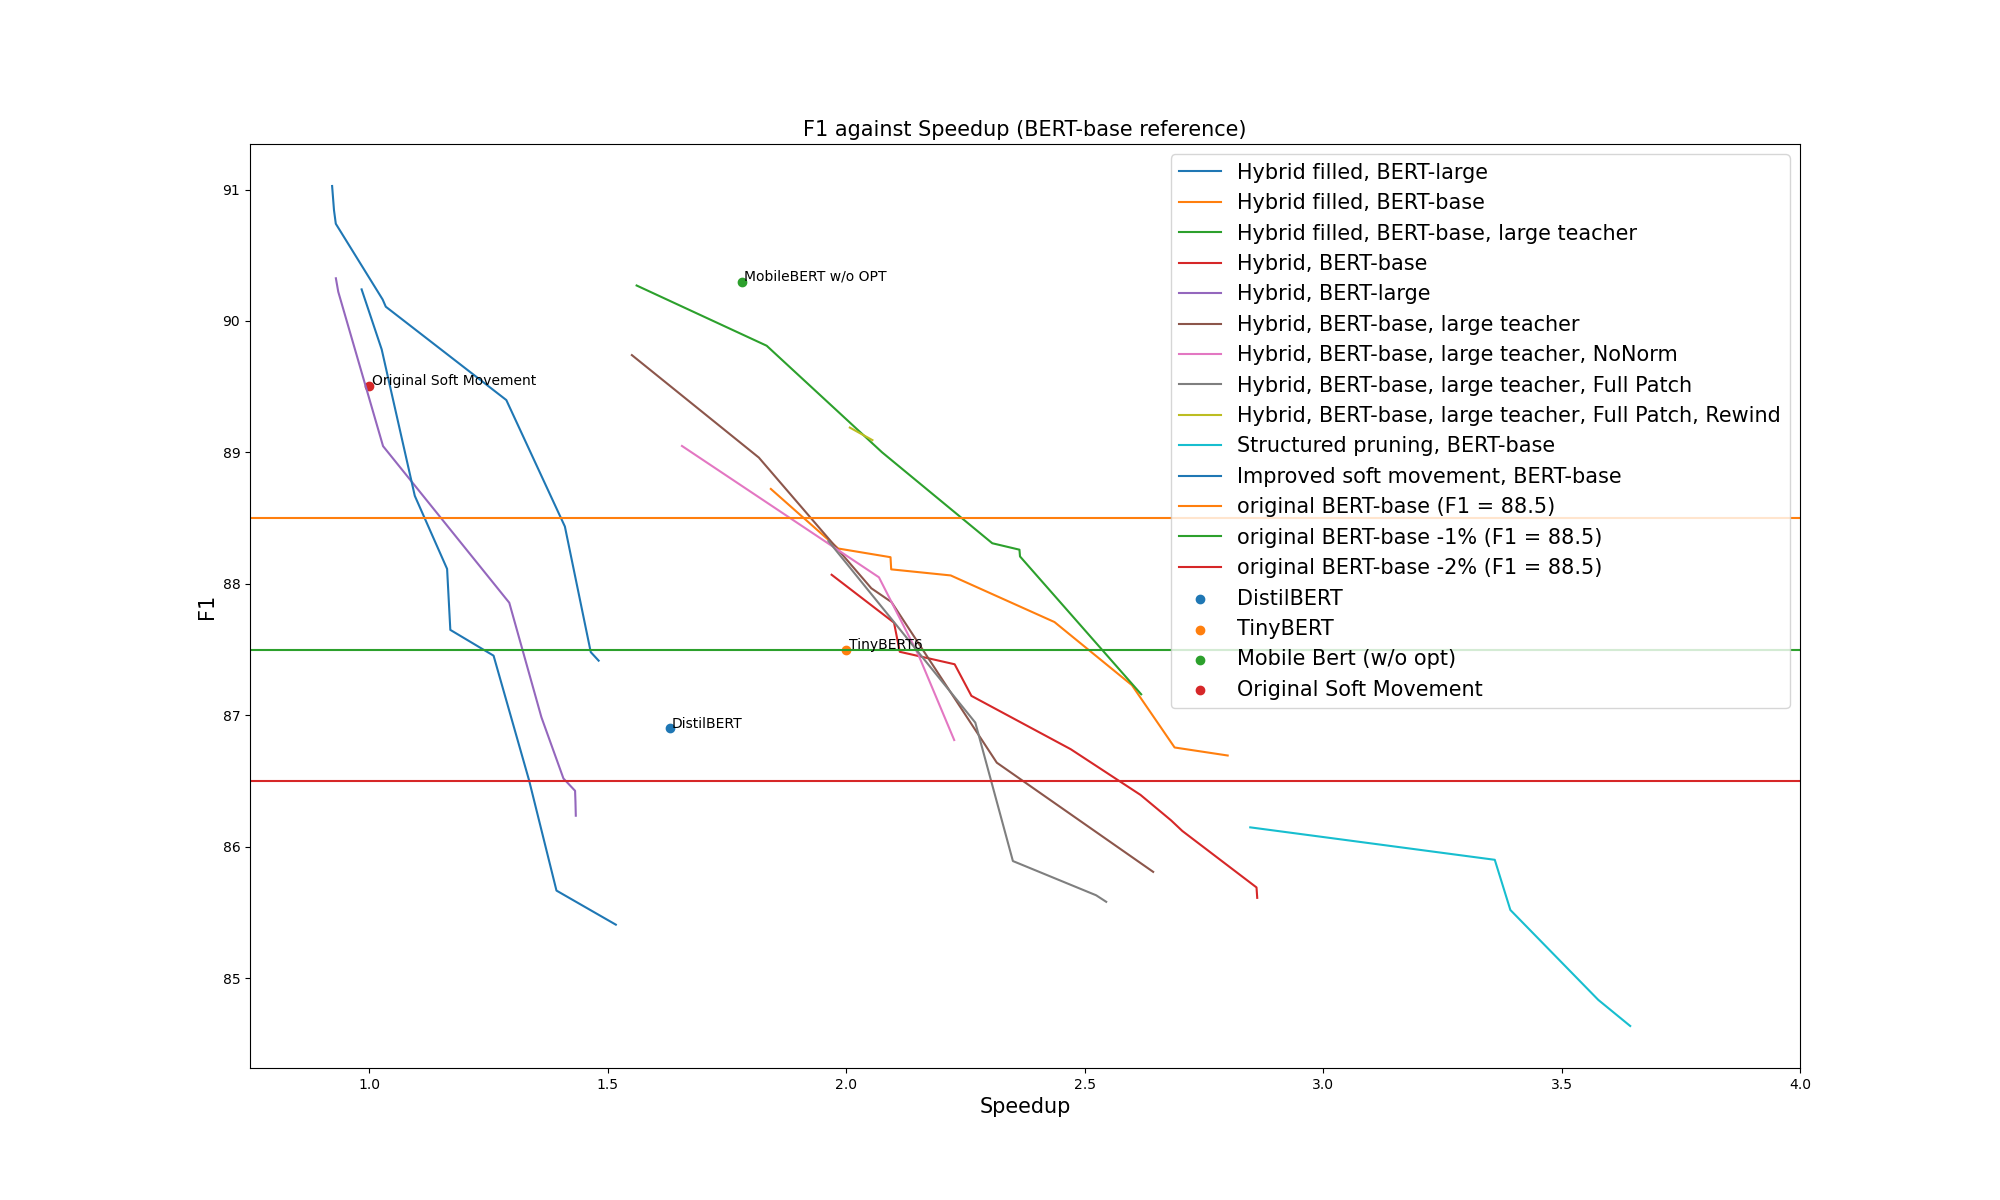 F1 against Speedup (BERT-base reference)
Hybrid filled, BERT-large
Hybrid filled, BERT-base
Hybrid filled, BERT-base, large teacher
Hybrid, BERT-base
Hybrid, BERT-large
Hybrid, BERT-base, large teacher
Hybrid, BERT-base, large teacher, NoNorm
Hybrid, BERT-base, large teacher, Full Patch
Hybrid, BERT-base, large teacher, Full Patch, Rewind
Structured pruning, BERT-base
Improved soft movement, BERT-base
original BERT-base (F1 = 88.5)
original BERT-base -1% (F1 = 88.5)
original BERT-base -2% (F1 = 88.5)
DistilBERT
TinyBERT
Mobile Bert (w/o opt)
Original Soft Movement
MobileBERT w/o OPT
Original Soft Movement
TinyBERT6
DistilBERT
91
90
89
88
87
86
85
F1
1.0 1.5 2.0 2.5 3.0 3.5 4.0
Speedup